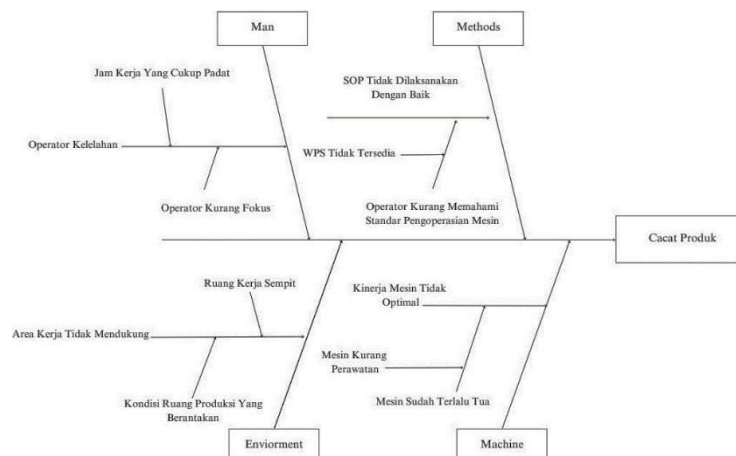 Man
Methods
Jam Kerja Yang Cukup Padat
SOP Tidak Dilaksanakan
Dengan Baik
Operator Kelelahan
WPS Tidak Tersedia
Operator Kurang Fokus
Operator Kurang Memahami
Standar Pengoperasian Mesin
Cacat Produk
Ruang Kerja Sempit
Kinerja Mesin Tidak
Optimal
Area Kerja Tidak Mendukung
Mesin Kurang
Perawatan
Kondisi Ruang Produksi Yang
Berantakan
Mesin Sudah Terlalu Tua
Enviorment
Machine